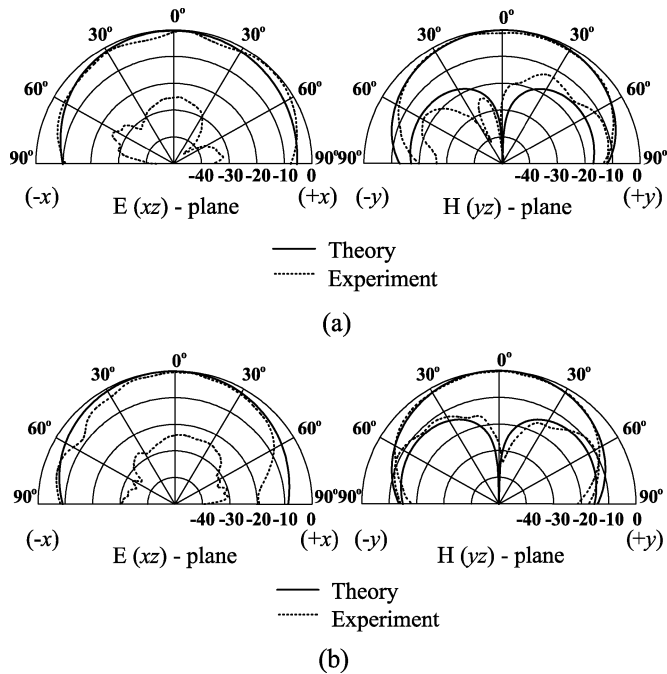 0º
30º 30º
60º 60º
90º 90º
-40 -30 -20 -10 0
(-x) (+x)
E (xz) - plane
0º
30º 30º
60º 60º
90º 90º
-40 -30 -20 -10 0
(-y) (+y)
H (yz) - plane
Theory
Experiment
(a)
0º
30º 30º
60º 60º
90º 90º
-40 -30 -20 -10 0
(-x) (+x)
E (xz) - plane
0º
30º 30º
60º 60º
90º 90º
-40 -30 -20 -10 0
(-y) (+y)
H (yz) - plane
Theory
Experiment
(b)